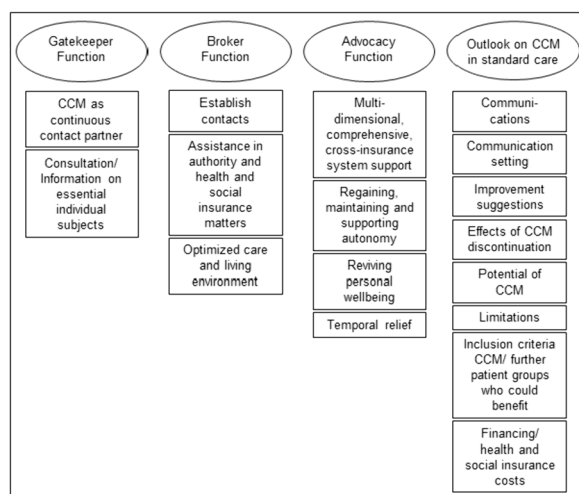 Gatekeeper
Function
CCM as
continuous
contact partner
Consultation/
Information on
essential
individual
subjects
Broker
Function
Establish
contacts
Assistance in
authority and
health and
social
insurance
matters
Optimized care
and living
environment
Advocacy
Function
Multi-
dimensional,
comprehensive,
cross-insurance
system support
Regaining,
maintaining and
supporting
autonomy
Reviving
personal
wellbeing
Temporal relief
Outlook on CCM
in standard care
Communi-
cations
Communication
setting
Improvement
suggestions
Effects of CCM
discontinuation
Potential of
CCM
Limitations
Inclusion criteria
CCM/ further
patient groups
who could
benefit
Financing/
health and
social insurance
costs